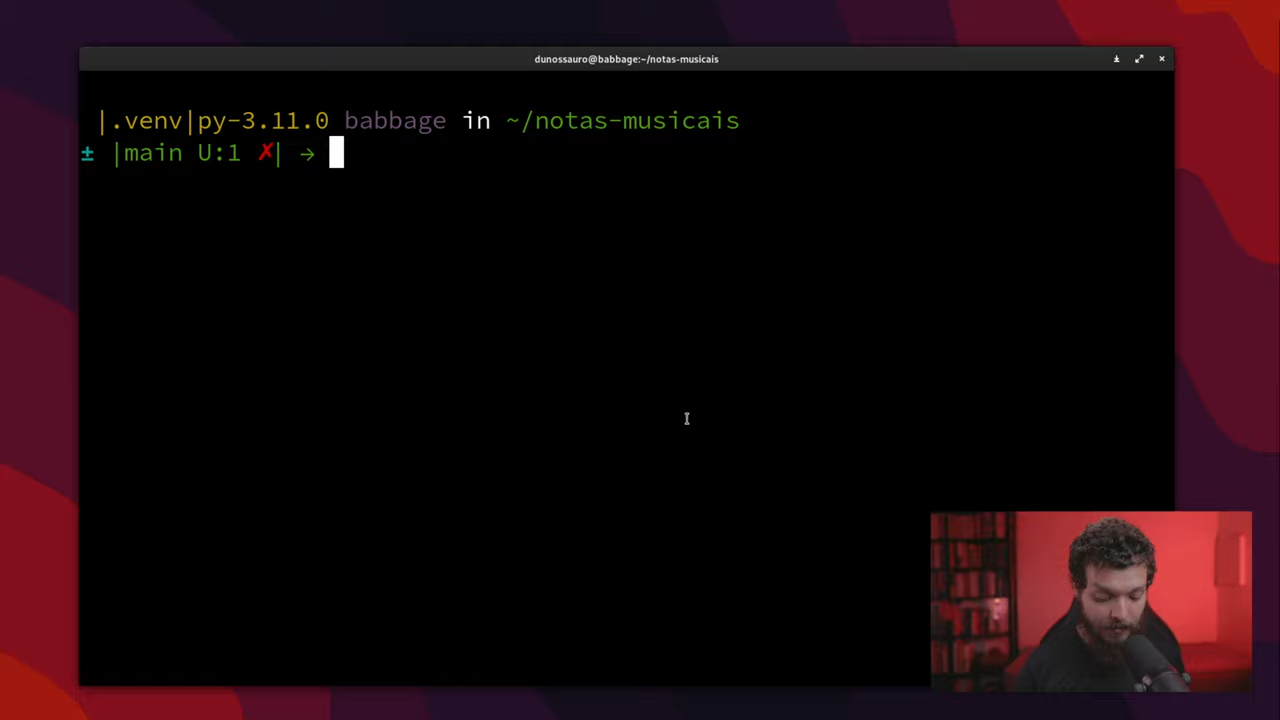 dunossauro@babbage:~/notas-musicais
|.venv|py-3.11.0 babbage in ~/notas-musicais
± |main U:1 ✗| →